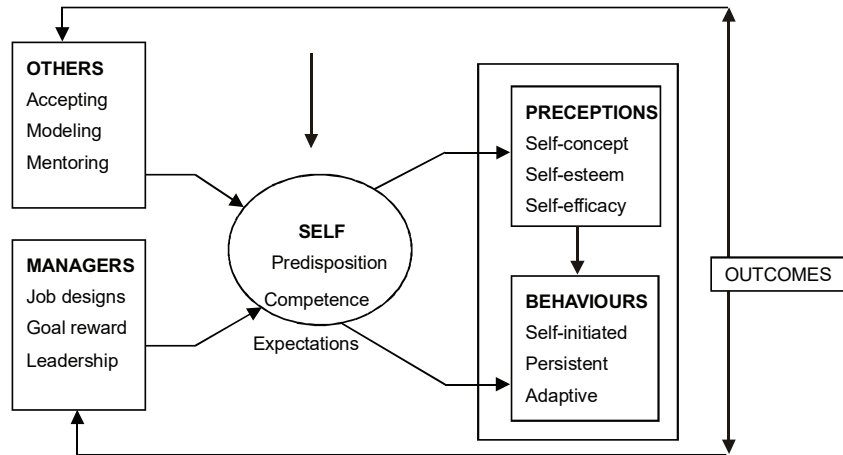 OTHERS
Accepting
Modeling
Mentoring
MANAGERS
Job designs
Goal reward
Leadership
SELF
Predisposition
Competence
Expectations
PRECEPTIONS
Self-concept
Self-esteem
Self-efficacy
BEHAVIOURS
Self-initiated
Persistent
Adaptive
OUTCOMES